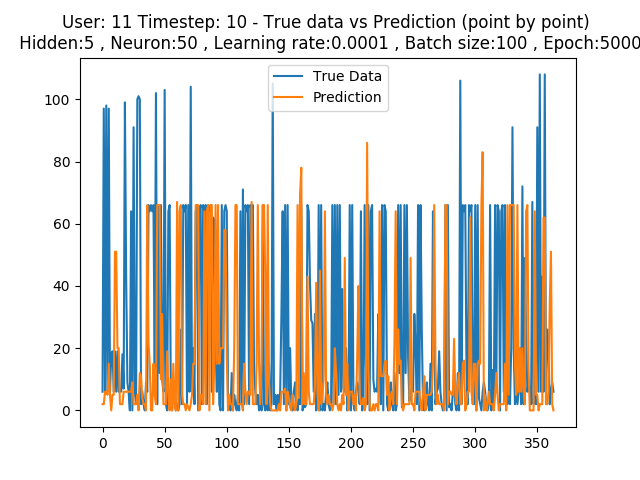 User: 11 Timestep: 10 - True data vs Prediction (point by point)
Hidden:5 , Neuron:50 , Learning rate:0.0001 , Batch size:100 , Epoch:5000
True Data
Prediction
100
80
60
40
20
0
0 50 100 150 200 250 300 350